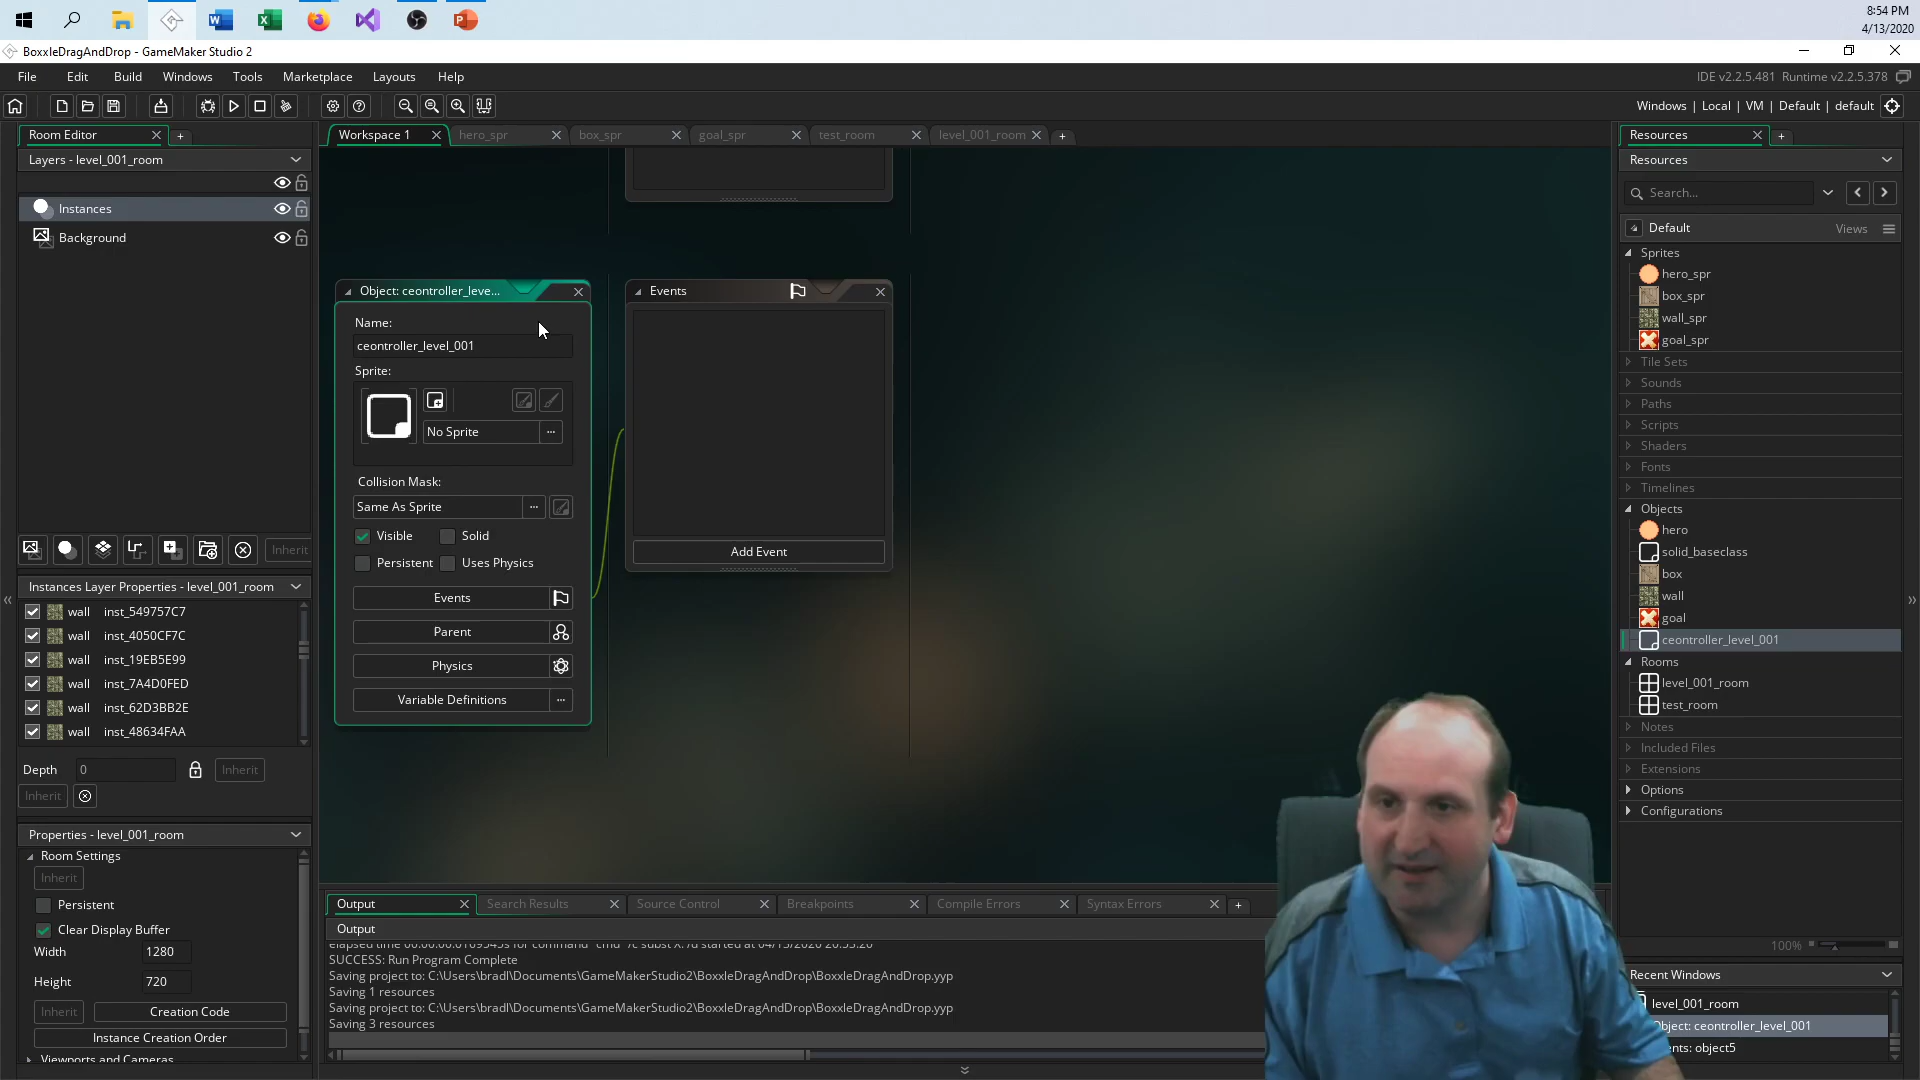 8:54 PM
4/13/2020
BoxxleDragAndDrop - GameMaker Studio 2
File Edit Build Windows Tools Marketplace Layouts Help
IDE v2.2.5.481 Runtime v2.2.5.378
Windows | Local | VM | Default | default
Room Editor
Layers - level_001_room
Instances
Background
Inherit
Instances Layer Properties - level_001_room
wall inst_549757C7
wall inst_4050CF7C
wall inst_19EB5E99
wall inst_7A4D0FED
wall inst_62D3BB2E
wall inst_48634FAA
Depth 0 Inherit
Inherit
Properties - level_001_room
Room Settings
Inherit
Persistent
Clear Display Buffer
Width 1280
Height 720
Inherit Creation Code
Instance Creation Order
Viewports and Cameras
Workspace 1 hero_spr box_spr goal_spr test_room level_001_room
Object: ceontroller_leve...
Name:
ceontroller_level_001
Sprite:
No Sprite
Collision Mask:
Same As Sprite
Visible Solid
Persistent Uses Physics
Events
Parent
Physics
Variable Definitions
Events
Add Event
Output Search Results Source Control Breakpoints Compile Errors Syntax Errors
Output
SUCCESS: Run Program Complete
Saving project to: C:\Users\bradl\Documents\GameMakerStudio2\BoxxleDragAndDrop\BoxxleDragAndDrop.yyp
Saving 1 resources
Saving project to: C:\Users\bradl\Documents\GameMakerStudio2\BoxxleDragAndDrop\BoxxleDragAndDrop.yyp
Saving 3 resources
Resources
Resources
Search...
Default Views
Sprites
hero_spr
box_spr
wall_spr
goal_spr
Tile Sets
Sounds
Paths
Scripts
Shaders
Fonts
Timelines
Objects
hero
solid_baseclass
box
wall
goal
ceontroller_level_001
Rooms
level_001_room
test_room
Notes
Included Files
Extensions
Options
Configurations
100%
Recent Windows
level_001_room
Object: ceontroller_level_001
object5